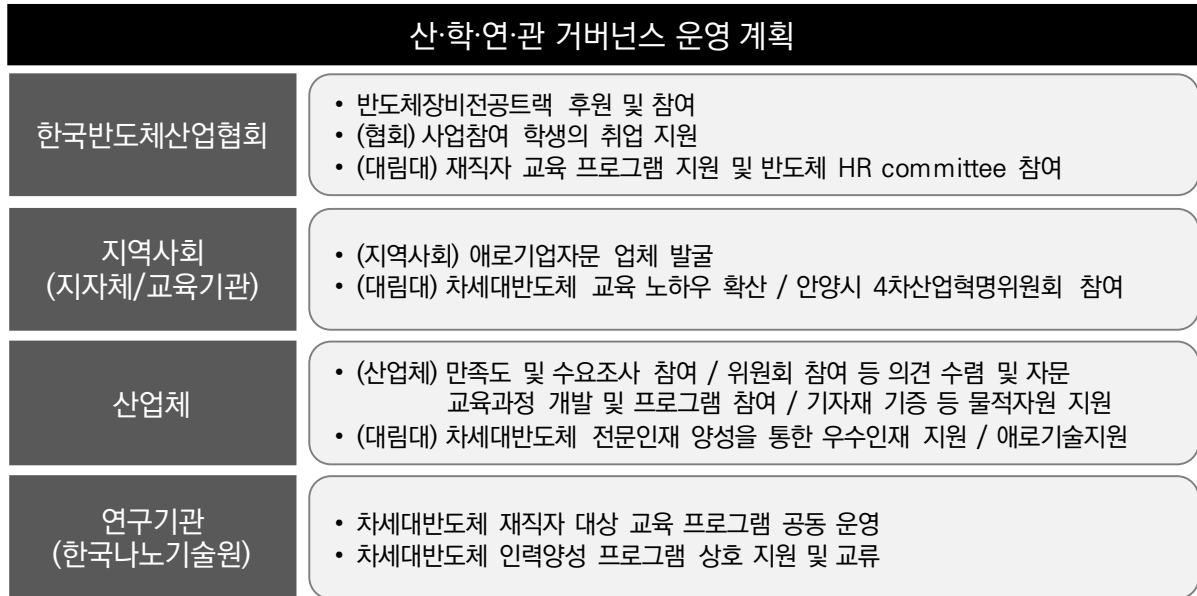 산·학·연·관 거버넌스 운영 계획
한국반도체산업협회
• 반도체장비전공트랙 후원 및 참여
• (협회) 사업참여 학생의 취업 지원
• (대림대) 재직자 교육 프로그램 지원 및 반도체 HR committee 참여
지역사회
(지자체/교육기관)
• (지역사회) 애로기업자문 업체 발굴
• (대림대) 차세대반도체 교육 노하우 확산 / 안양시 4차산업혁명위원회 참여
산업체
• (산업체) 만족도 및 수요조사 참여 / 위원회 참여 등 의견 수렴 및 자문
교육과정 개발 및 프로그램 참여 / 기자재 기증 등 물적자원 지원
• (대림대) 차세대반도체 전문인재 양성을 통한 우수인재 지원 / 애로기술지원
연구기관
(한국나노기술원)
• 차세대반도체 재직자 대상 교육 프로그램 공동 운영
• 차세대반도체 인력양성 프로그램 상호 지원 및 교류